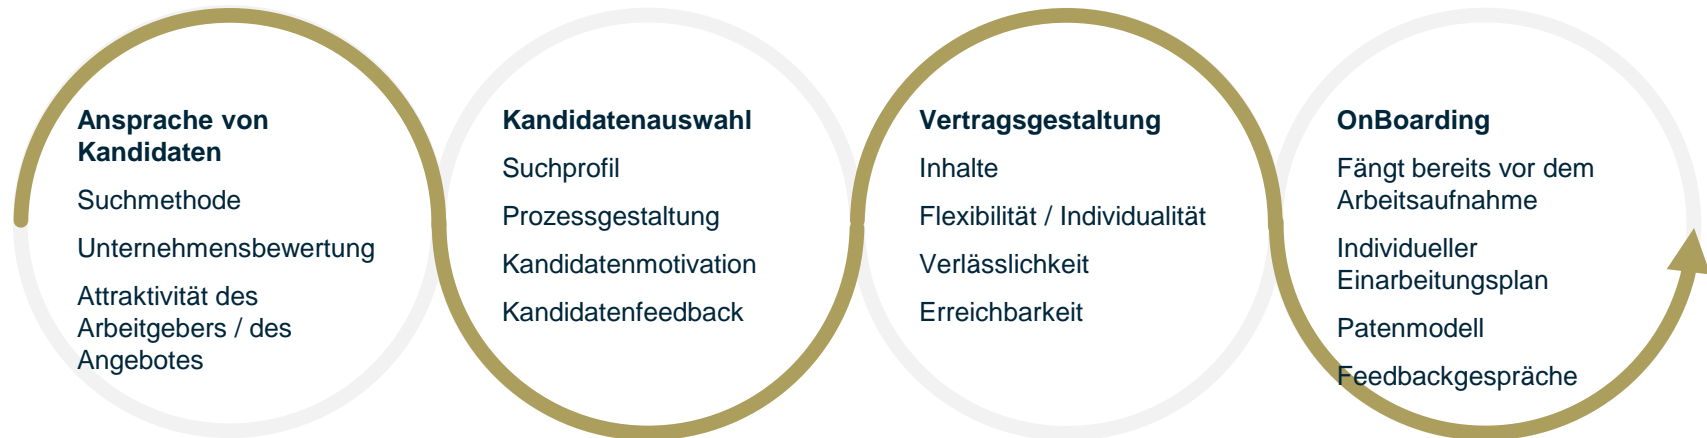 Ansprache von
Kandidaten
Suchmethode
Unternehmensbewertung
Attraktivität des
Arbeitgebers / des
Angebotes
Kandidatenauswahl
Suchprofil
Prozessgestaltung
Kandidatenmotivation
Kandidatenfeedback
Vertragsgestaltung
Inhalte
Flexibilität / Individualität
Verlässlichkeit
Erreichbarkeit
OnBoarding
Fängt bereits vor dem
Arbeitsaufnahme
Individueller
Einarbeitungsplan
Patenmodell
Feedbackgespräche